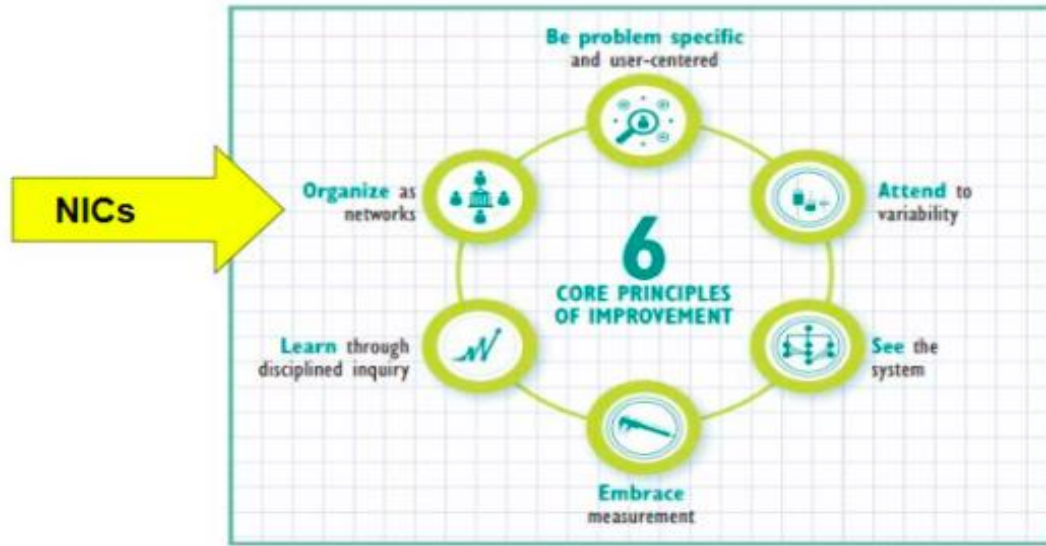 NICs
Be problem specific
and user-centered
Attend to
variability
See the
system
Embrace
measurement
Learn through
disciplined inquiry
Organize as
networks
6
CORE PRINCIPLES
OF IMPROVEMENT